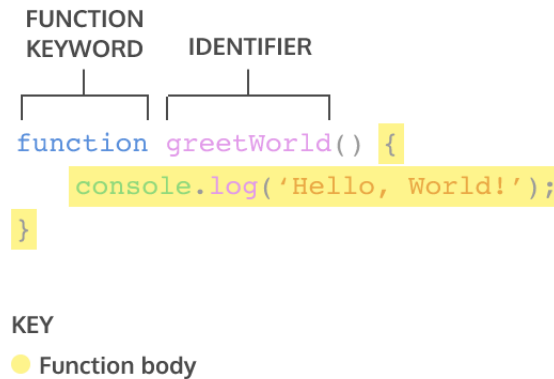 FUNCTION
KEYWORD
IDENTIFIER
function greetWorld() {
console.log(‘Hello, World!’);
}
KEY
Function body